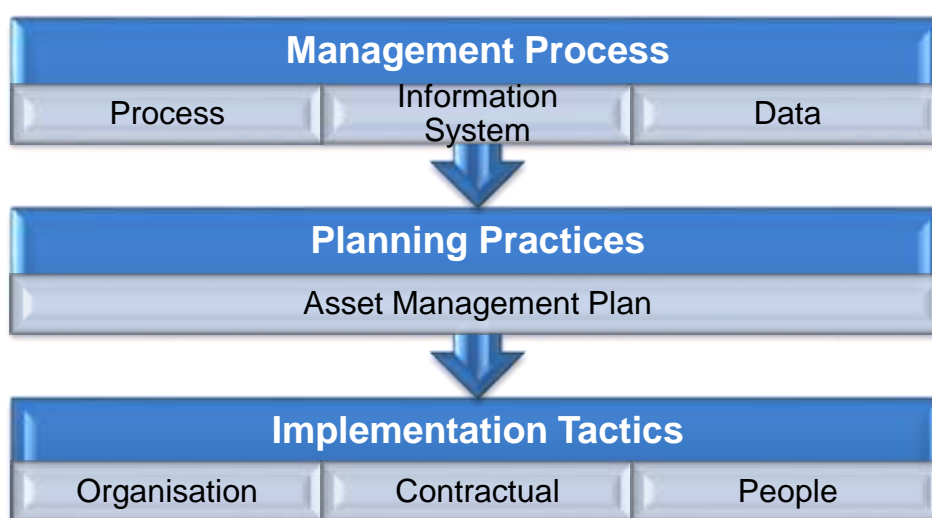 Management Process
Process
Information
System
Data
Planning Practices
Asset Management Plan
Implementation Tactics
Organisation
Contractual
People